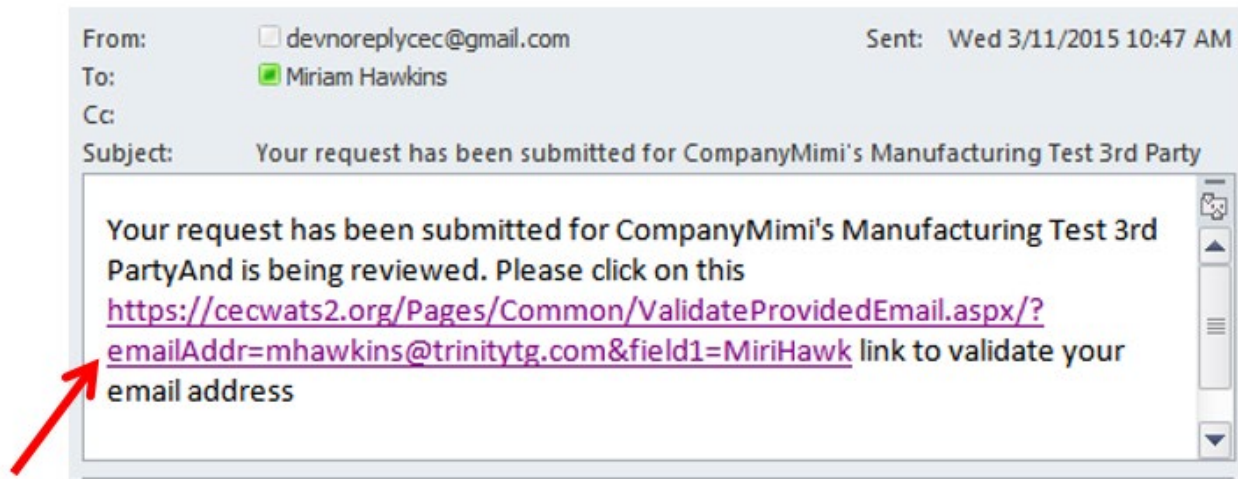 From: devnoreplycec@gmail.com Sent: Wed 3/11/2015 10:47 AM
To: Miriam Hawkins
Cc:
Subject: Your request has been submitted for CompanyMimi's Manufacturing Test 3rd Party
Your request has been submitted for CompanyMimi's Manufacturing Test 3rd
PartyAnd is being reviewed. Please click on this
https://cecwats2.org/Pages/Common/ValidateProvidedEmail.aspx/?
emailAddr=mhawkins@trinitytg.com&field1=MiriHawk link to validate your
email address